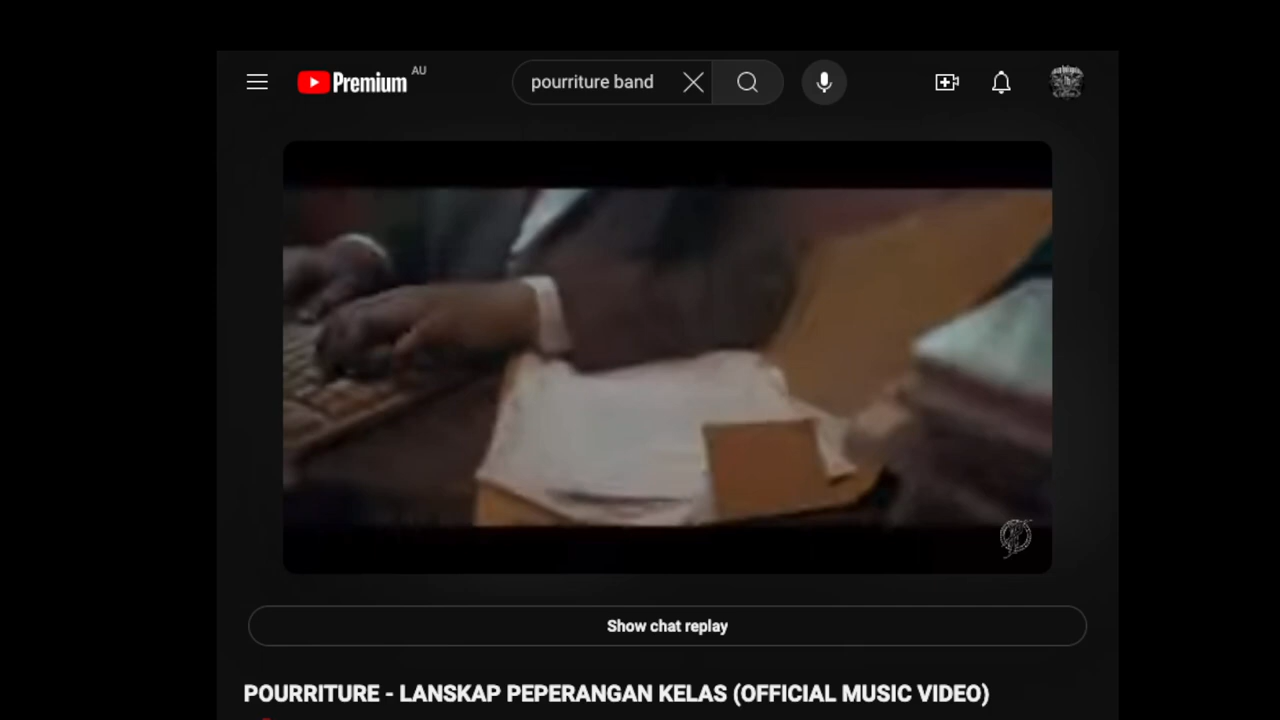 Premium AU
pourriture band
Show chat replay
POURRITURE - LANSKAP PEPERANGAN KELAS (OFFICIAL MUSIC VIDEO)